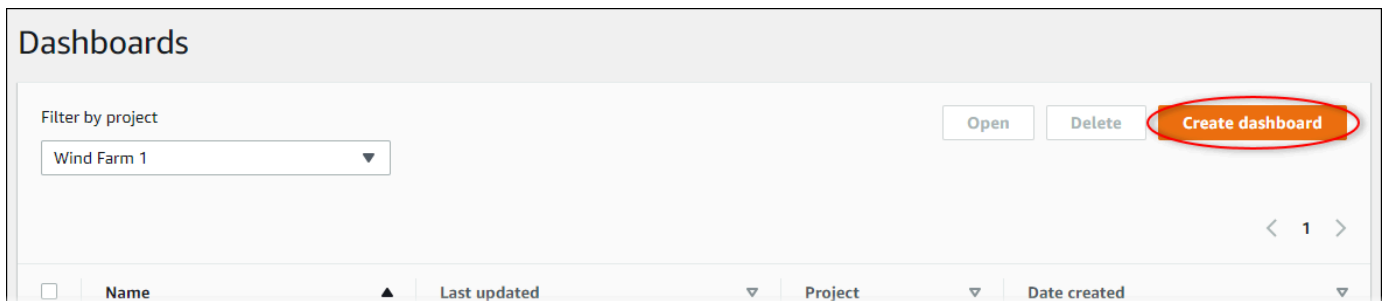 Dashboards
Filter by project
Open Delete Create dashboard
Wind Farm 1
1
Name Last updated Project Date created